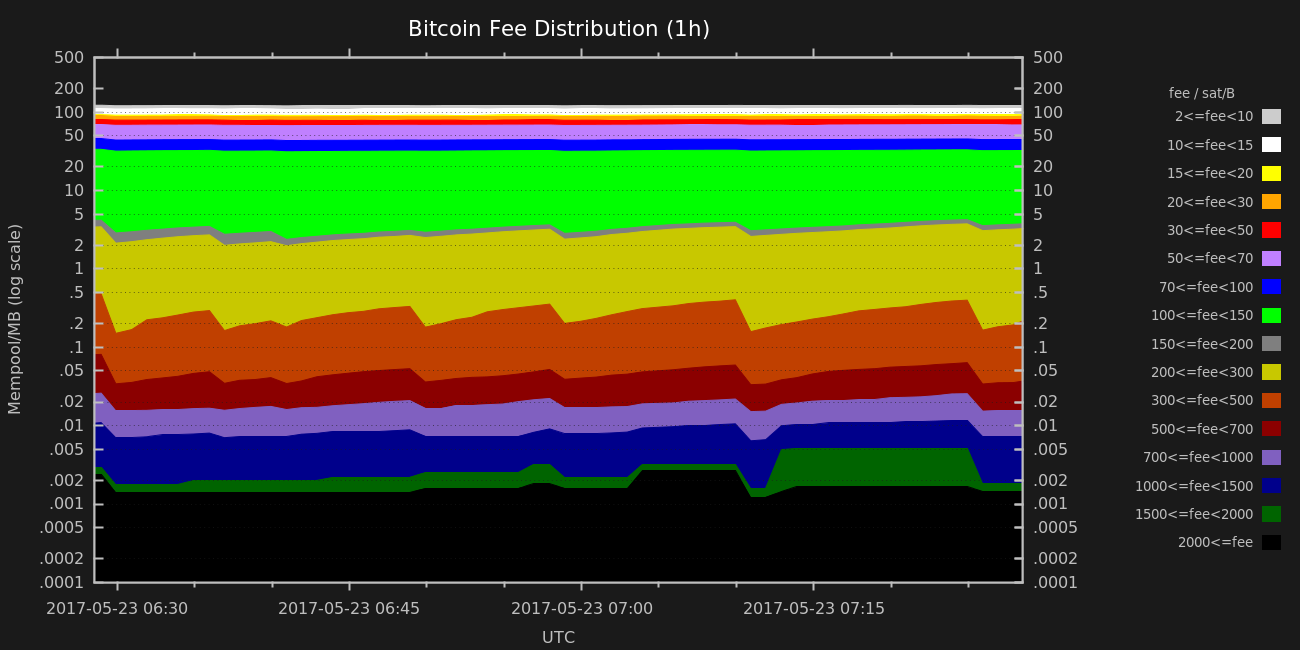 Bitcoin Fee Distribution (1h)
500 500
200 200
100 100
50 50
20 20
10 10
5 5
2 2
1 1
.5 .5
.2 .2
.1 .1
.05 .05
.02 .02
.01 .01
.005 .005
.002 .002
.001 .001
.0005 .0005
.0002 .0002
.0001 .0001
Mempool/MB (log scale)
2017-05-23 06:30 2017-05-23 06:45 2017-05-23 07:00 2017-05-23 07:15
UTC
fee / sat/B
2<=fee<10
10<=fee<15
15<=fee<20
20<=fee<30
30<=fee<50
50<=fee<70
70<=fee<100
100<=fee<150
150<=fee<200
200<=fee<300
300<=fee<500
500<=fee<700
700<=fee<1000
1000<=fee<1500
1500<=fee<2000
2000<=fee